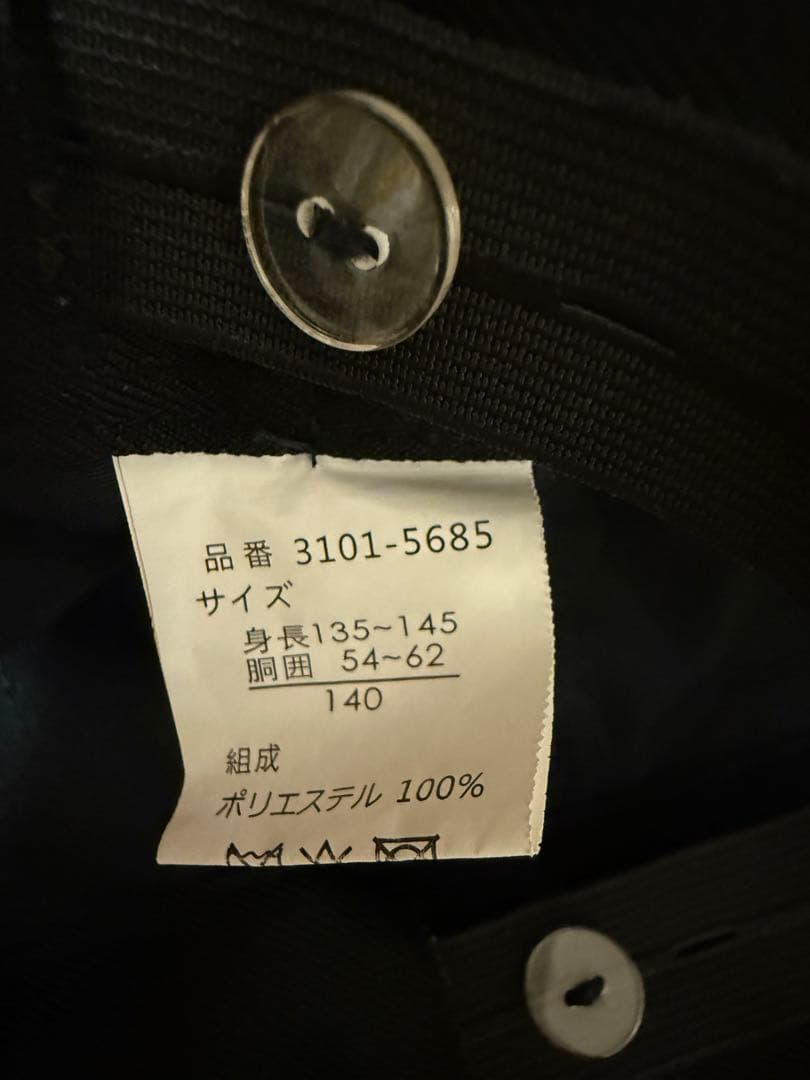 品番 3101-5685
サイズ
身長135~145
胴囲 54~62
140
組成
ポリエステル 100%